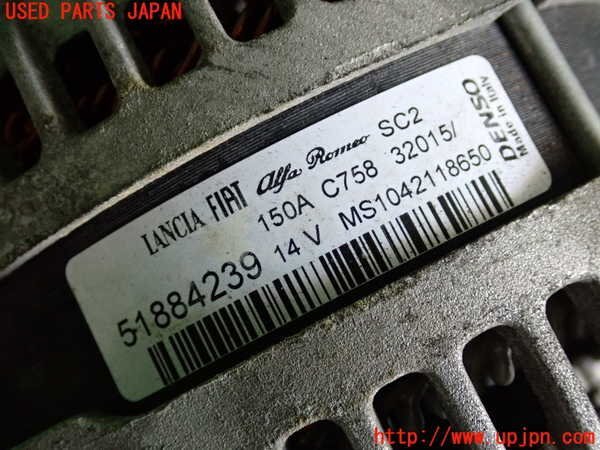 USED PARTS JAPAN
LANCIA FIAT Alfa Romeo SC2
150A C758 32015/
14 V MS1042118650
51884239
DENSO
Made in Italy
http://www.upjpn.com